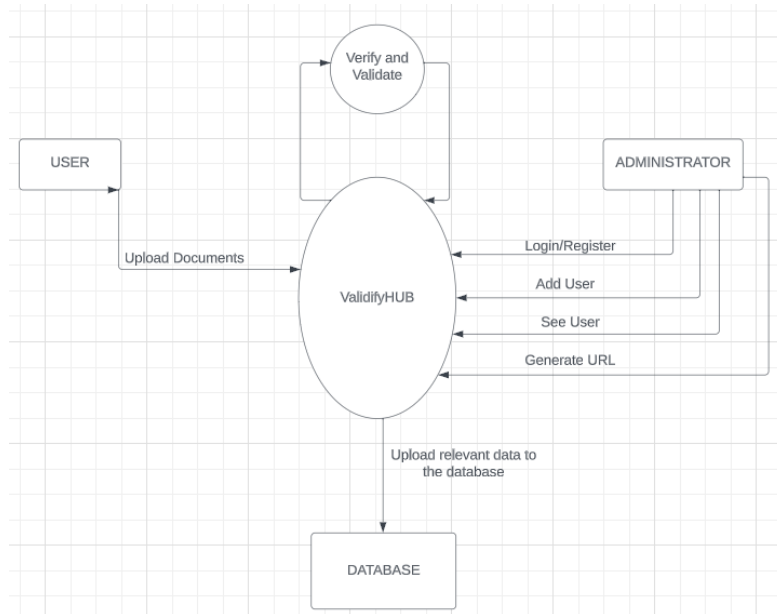 Verify and
Validate
USER
ADMINISTRATOR
Login/Register
Upload Documents
Add User
ValidifyHUB
See User
Generate URL
Upload relevant data to
the database
DATABASE